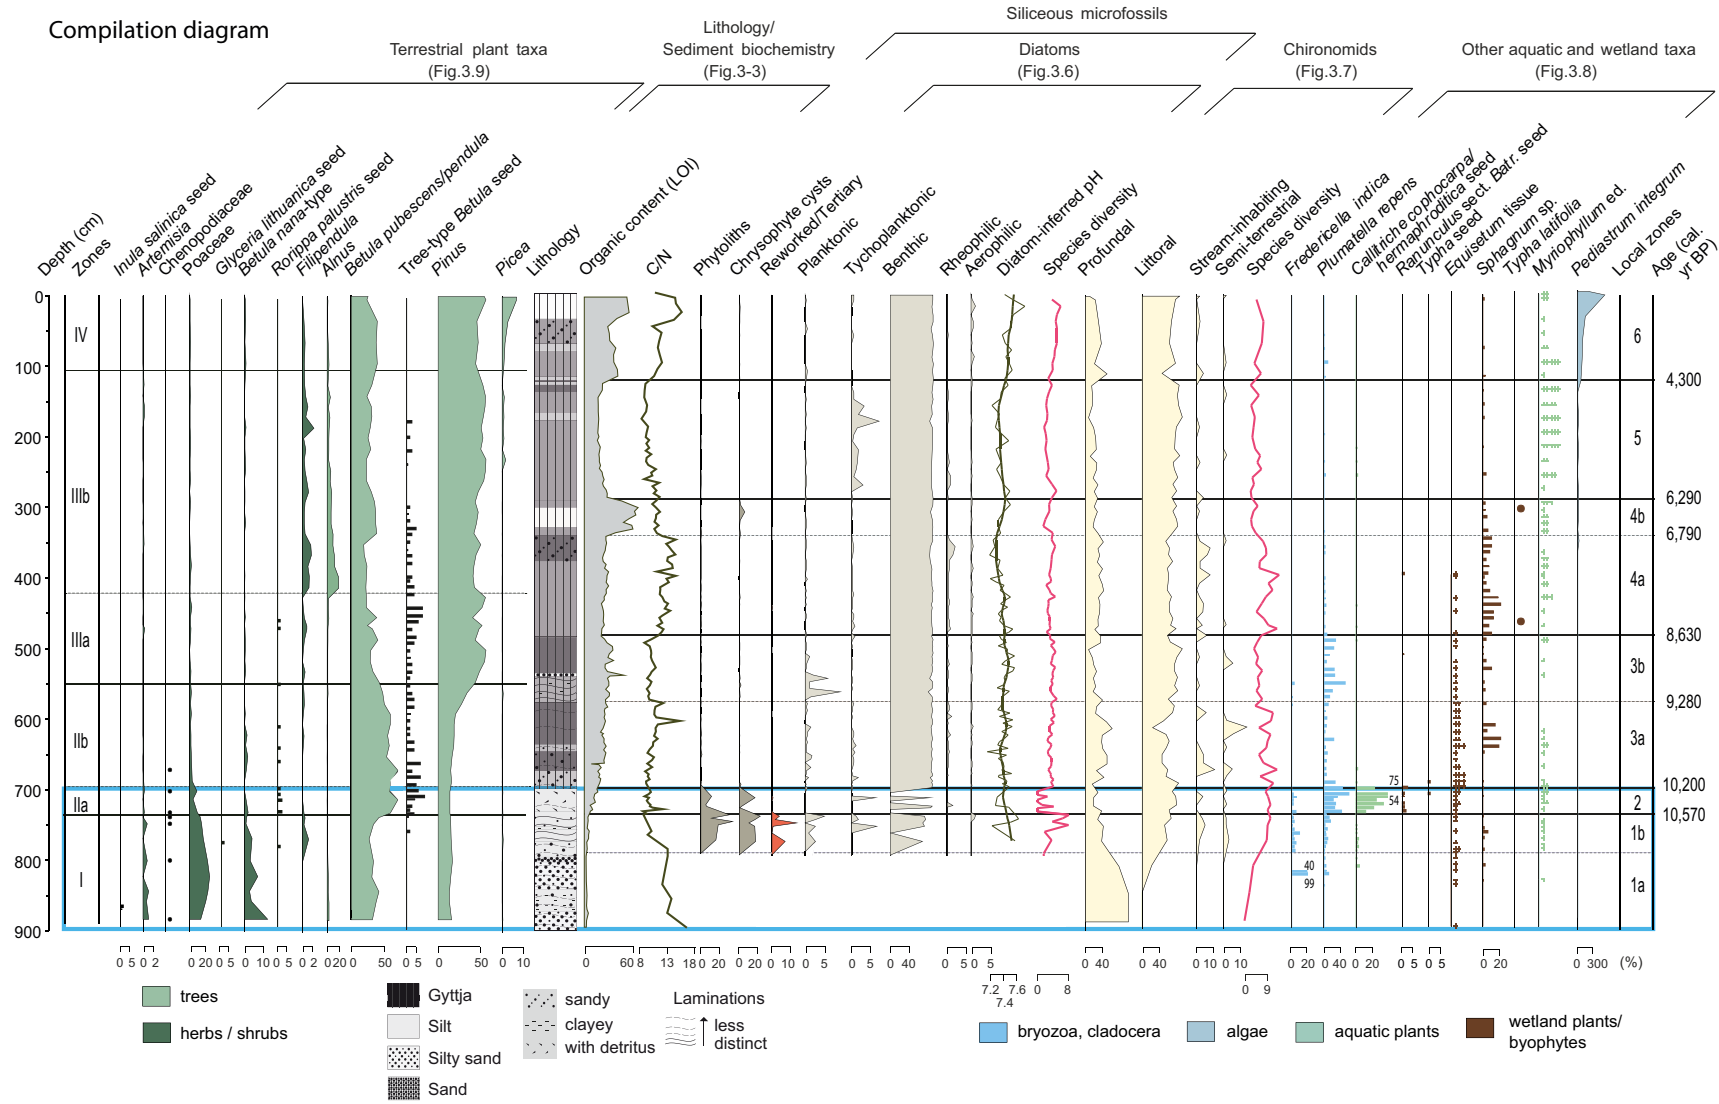 Compilation diagram
Siliceous microfossils
Lithology/
Sediment biochemistry
(Fig.3-3)
Terrestrial plant taxa
(Fig.3.9)
Diatoms
(Fig.3.6)
Chironomids
(Fig.3.7)
Other aquatic and wetland taxa
(Fig.3.8)
Depth (cm)
Zones
Inula salinica seed
Artemisia
Chenopodiaceae
Poaceae
Glyceria lithuanica seed
Betula nana-type
Rorippa palustris seed
Filipendula
Alnus
Betula pubescens/pendula
Tree-type Betula seed
Pinus
Picea
Lithology
Organic content (LOI)
C/N
Phytoliths
Chrysophyte cysts
Reworked/Tertiary
Planktonic
Tychoplanktonic
Benthic
Rheophilic
Aerophilic
Diatom-inferred pH
Species diversity
Profundal
Littoral
Stream-inhabiting
Semi-terrestrial
Species diversity
Fredericella indica
Plumatella repens
Callitriche cophocarpa/
hermaphroditica seed
Ranunculus sect. Batr. seed
Typha seed
Equisetum tissue
Sphagnum sp.
Typha latifolia
Myriophyllum ed.
Pediastrum integrum
Local zones
Age (cal.
yr BP)
0
100
200
300
400
500
600
700
800
900
IV
IIIb
IIIa
IIb
IIa
I
75
54
40
99
6
5
4b
4a
3b
3a
2
1b
1a
4,300
6,290
6,790
8,630
9,280
10,200
10,570
0 5 0 2 0 20 0 5 0 10 0 5 0 2 0 20 0 50 0 5 0 50 0 10 0 60 8 13 18 0 20 0 20 0 10 0 5 0 5 0 40 0 5 0 5 0 40 0 40 0 10 0 10 0 20 0 40 0 20 0 5 0 5 0 20 0 300 (%)
7.2 7.6 0 8 0 9
7.4
trees
herbs / shrubs
Gyttja
Silt
Silty sand
Sand
sandy
clayey
with detritus
Laminations
less
distinct
bryozoa, cladocera
algae
aquatic plants
wetland plants/
byophytes